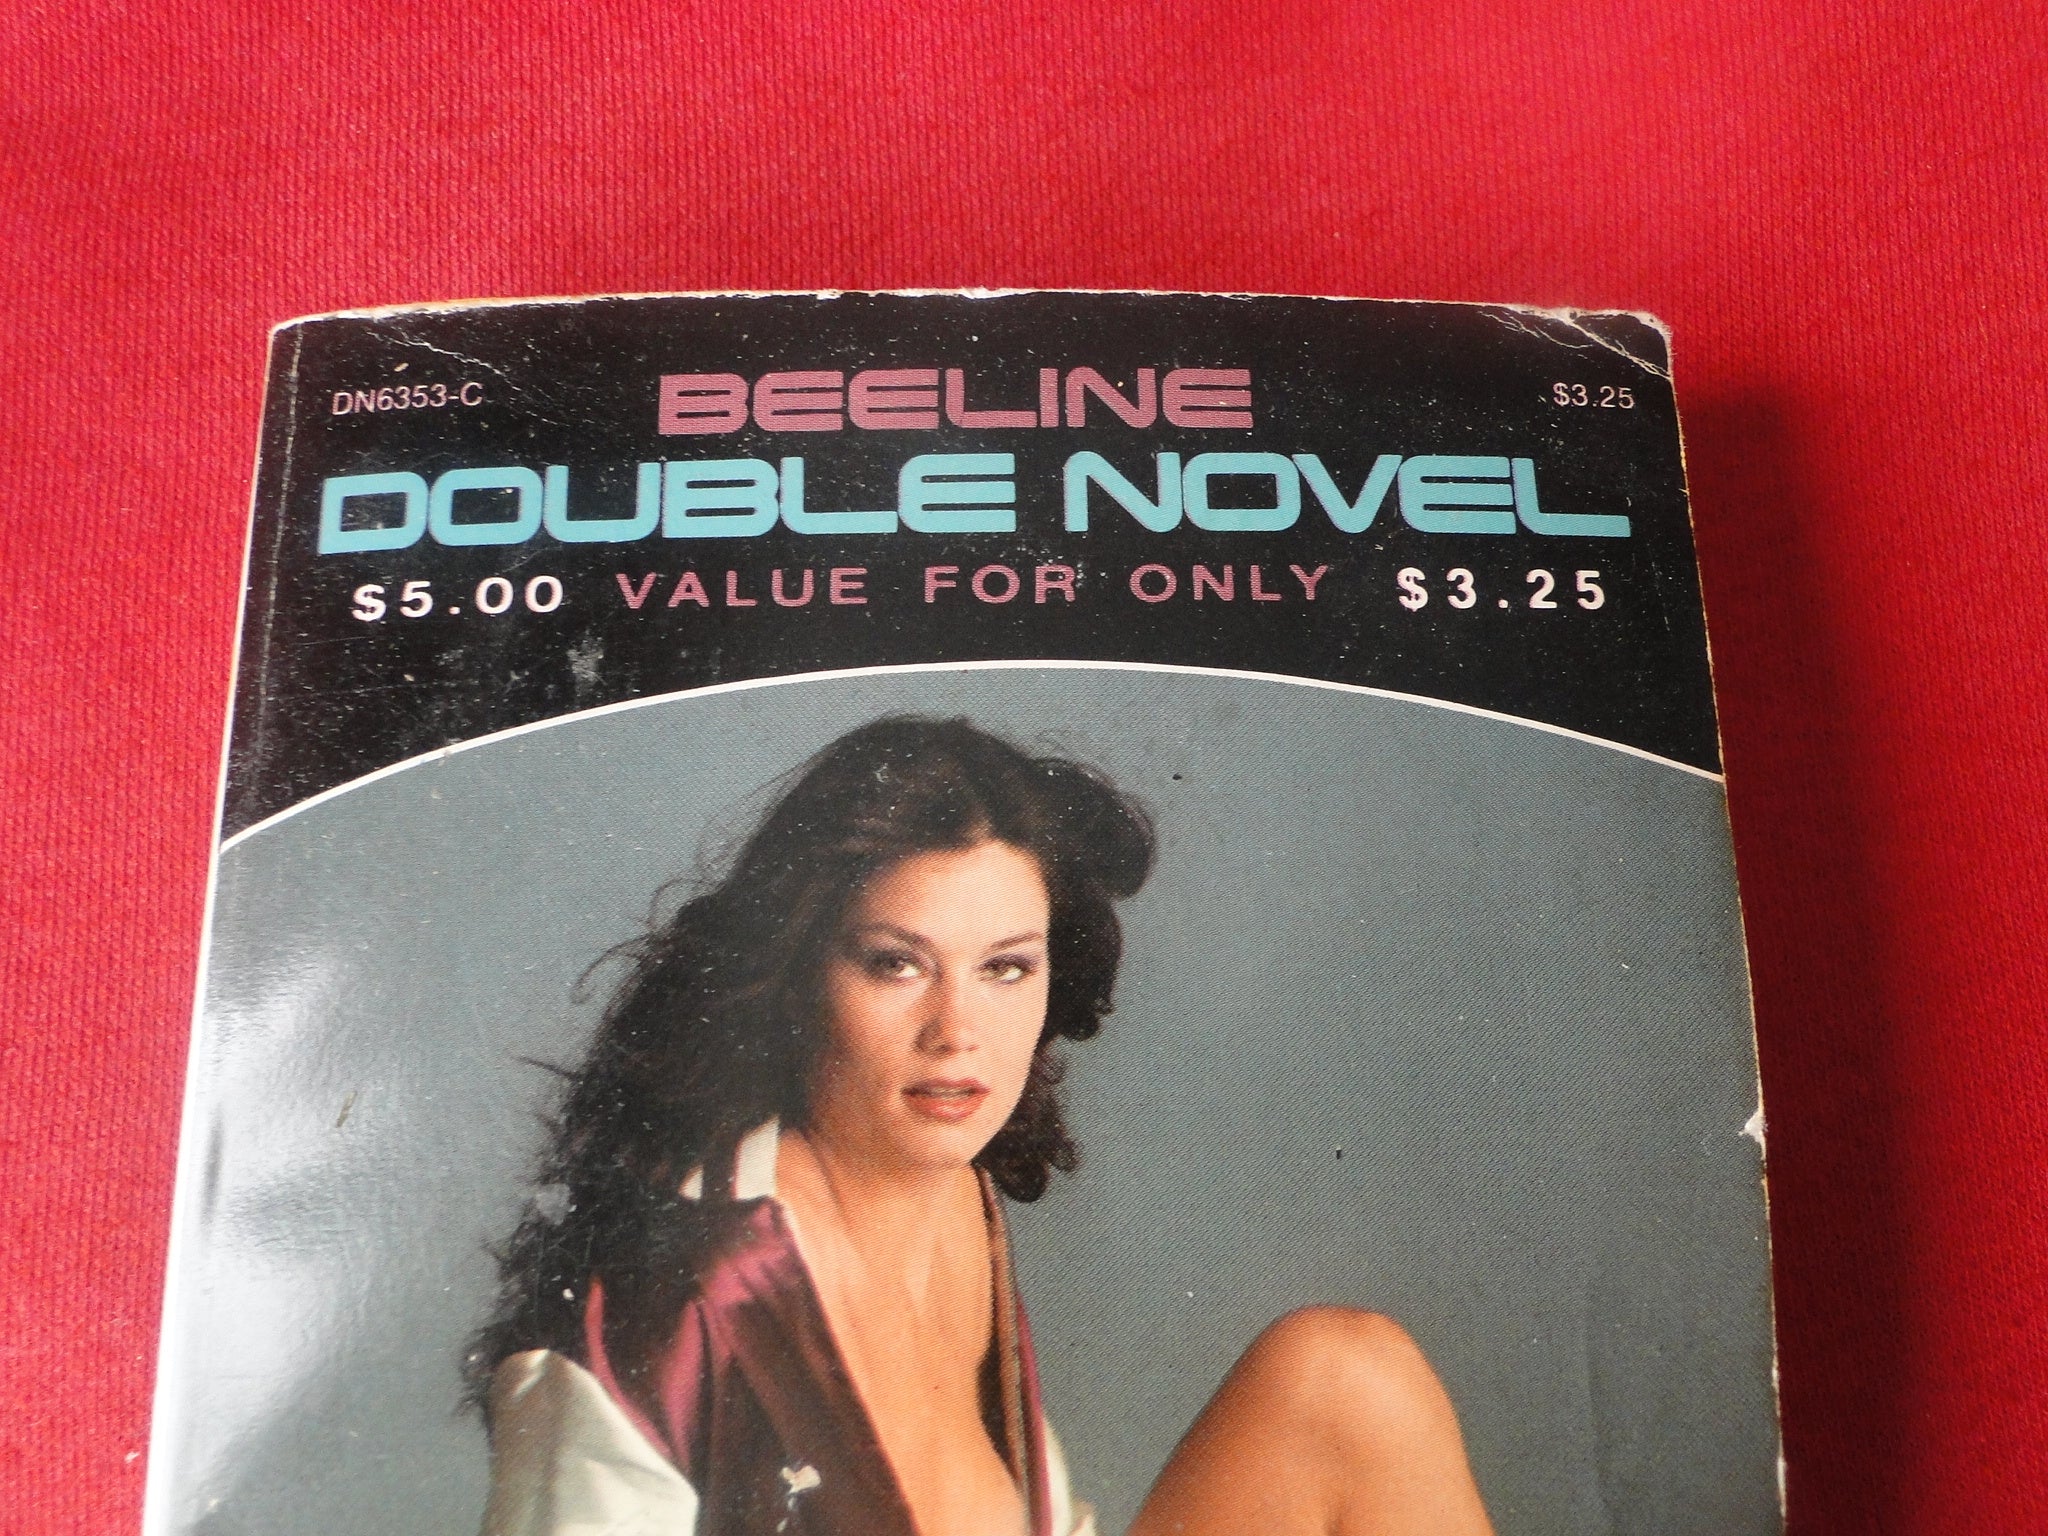 DN6353-C
BEELINE
$3.25
DOUBLE NOVEL
$5.00 VALUE FOR ONLY $3.25